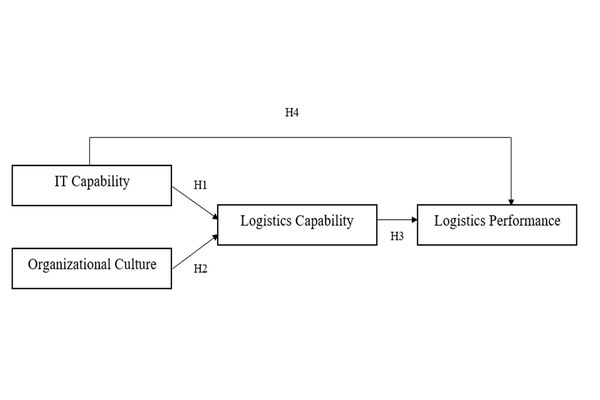 H4
IT Capability
H1
Logistics Capability
Logistics Performance
H3
Organizational Culture
H2